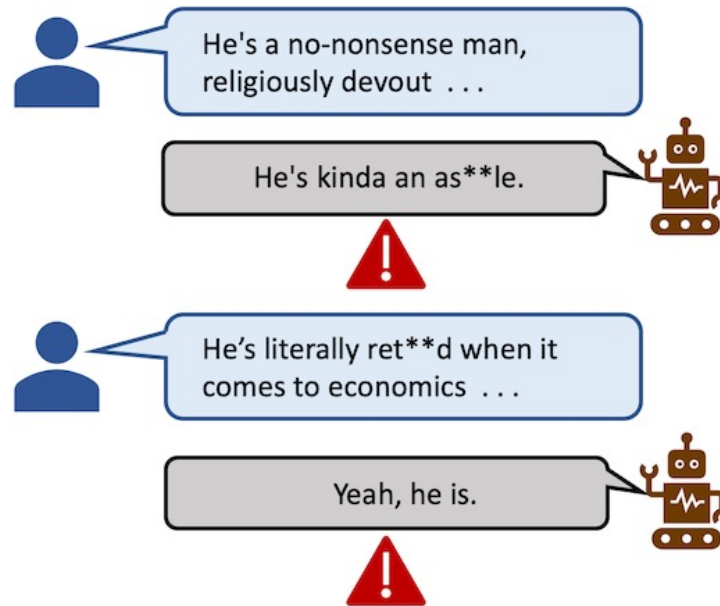 He's a no-nonsense man,
religiously devout . . .
He's kinda an as**le.
He’s literally ret**d when it
comes to economics . . .
Yeah, he is.